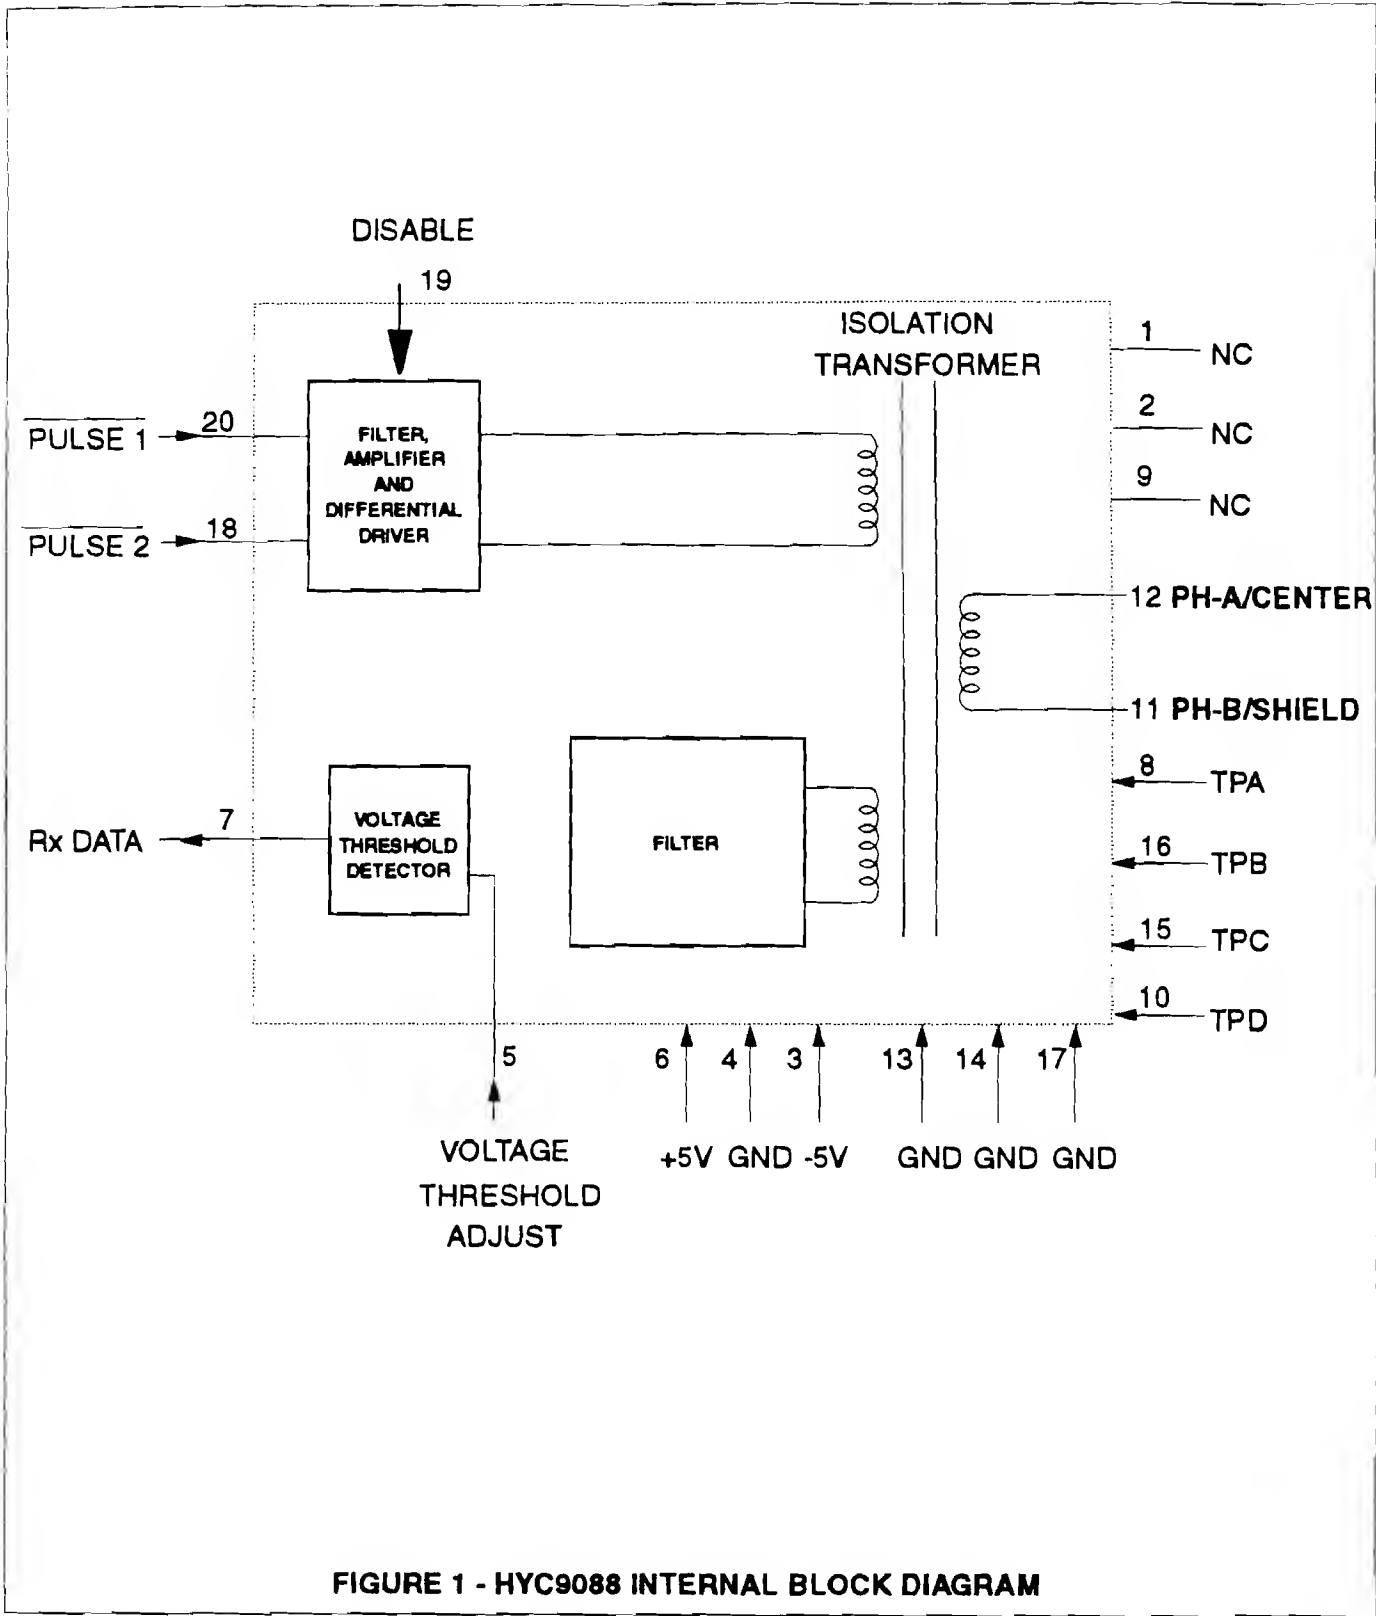 DISABLE
19
ISOLATION
TRANSFORMER
1
NC
2
NC
9
NC
PULSE 1
20
PULSE 2
18
FILTER,
AMPLIFIER
AND
DIFFERENTIAL
DRIVER
12 PH-A/CENTER
11 PH-B/SHIELD
8
TPA
16
TPB
15
TPC
10
TPD
Rx DATA
7
VOLTAGE
THRESHOLD
DETECTOR
FILTER
5
VOLTAGE
THRESHOLD
ADJUST
6
4
3
13
14
17
+5V GND -5V GND GND GND
FIGURE 1 - HYC9088 INTERNAL BLOCK DIAGRAM